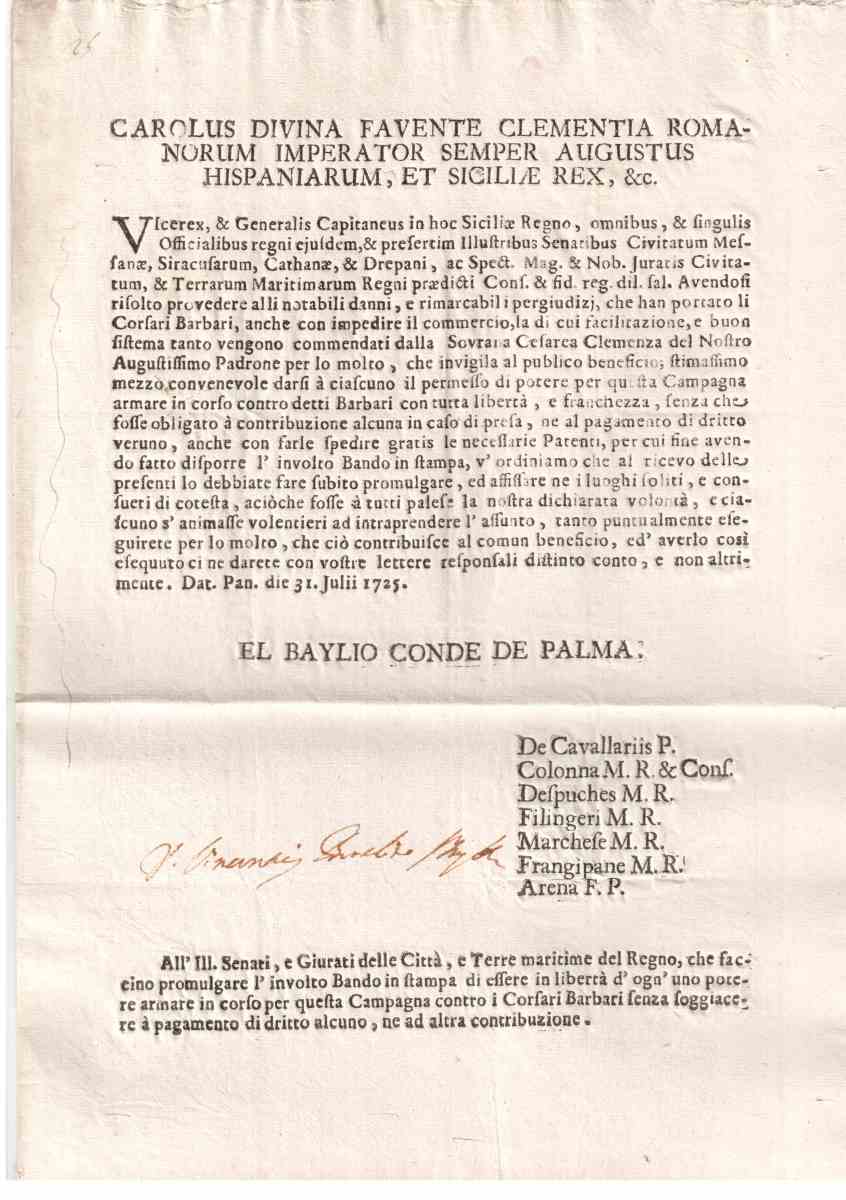 26
CAROLUS DIVINA FAVENTE CLEMENTIA ROMA-
NORUM IMPERATOR SEMPER AUGUSTUS
HISPANIARUM, ET SICILIÆ REX, &c.
VIcerex, & Generalis Capitaneus in hoc Siciliæ Regno, omnibus, & singulis
Officialibus regni ejuſdem, & preſertim Illuſtribus Senatibus Civitatum Meſ-
ſanæ, Siracuſarum, Cathanæ, & Drepani, ac Spect. Mag. & Nob. Juratis Civita-
tum, & Terrarum Maritimarum Regni prædicti Conſ. & fid. reg. dil. ſal. Avendoſi
riſolto provedere alli notabili danni, e rimarcabili pergiudizj, che han portato li
Corſari Barbari, anche con impedire il commercio, la di cui facilitazione, e buon
ſiſtema tanto vengono commendati dalla Sovrana Ceſarea Clemenza del Noſtro
Auguſtiſſimo Padrone per lo molto, che invigila al publico beneficio; ſtimaſſimo
mezzo convenevole darſi à ciaſcuno il permeſſo di potere per queſta Campagna
armare in corſo contro detti Barbari con tutta libertà, e franchezza, ſenza che
foſſe obligato à contribuzione alcuna in caſo di preſa, ne al pagamento di dritto
veruno, anche con farle ſpedire gratis le neceſſarie Patenti, per cui fine aven-
do fatto diſporre l' involto Bando in ſtampa, v' ordiniamo che al ricevo delle
preſenti lo debbiate fare ſubito promulgare, ed affiſſare ne i luoghi ſoliti, e con-
ſueti di coteſta, aciòche foſſe à tutti paleſe la noſtra dichiarata volontà, e cia-
ſcuno s' animaſſe volentieri ad intraprendere l' aſſunto, tanto puntualmente eſe-
guirete per lo molto, che ciò contribuiſce al comun beneficio, ed' averlo così
eſequuto ci ne darete con voſtre lettere reſponſali diſtinto conto, e non altri-
mente. Dat. Pan. die 31. Julii 1725.
EL BAYLIO CONDE DE PALMA.
De Cavallariis P.
Colonna M. R. & Conſ.
Deſpuches M. R.
Filingeri M. R.
Marcheſe M. R.
Frangipane M. R.
Arena F. P.
All' Ill. Senati, e Giurati delle Città, e Terre maritime del Regno, che fac-
cino promulgare l' involto Bando in ſtampa di eſſere in libertà d' ogn' uno pote-
re armare in corſo per queſta Campagna contro i Corſari Barbari ſenza ſoggiace-
re à pagamento di dritto alcuno, ne ad altra contribuzione.